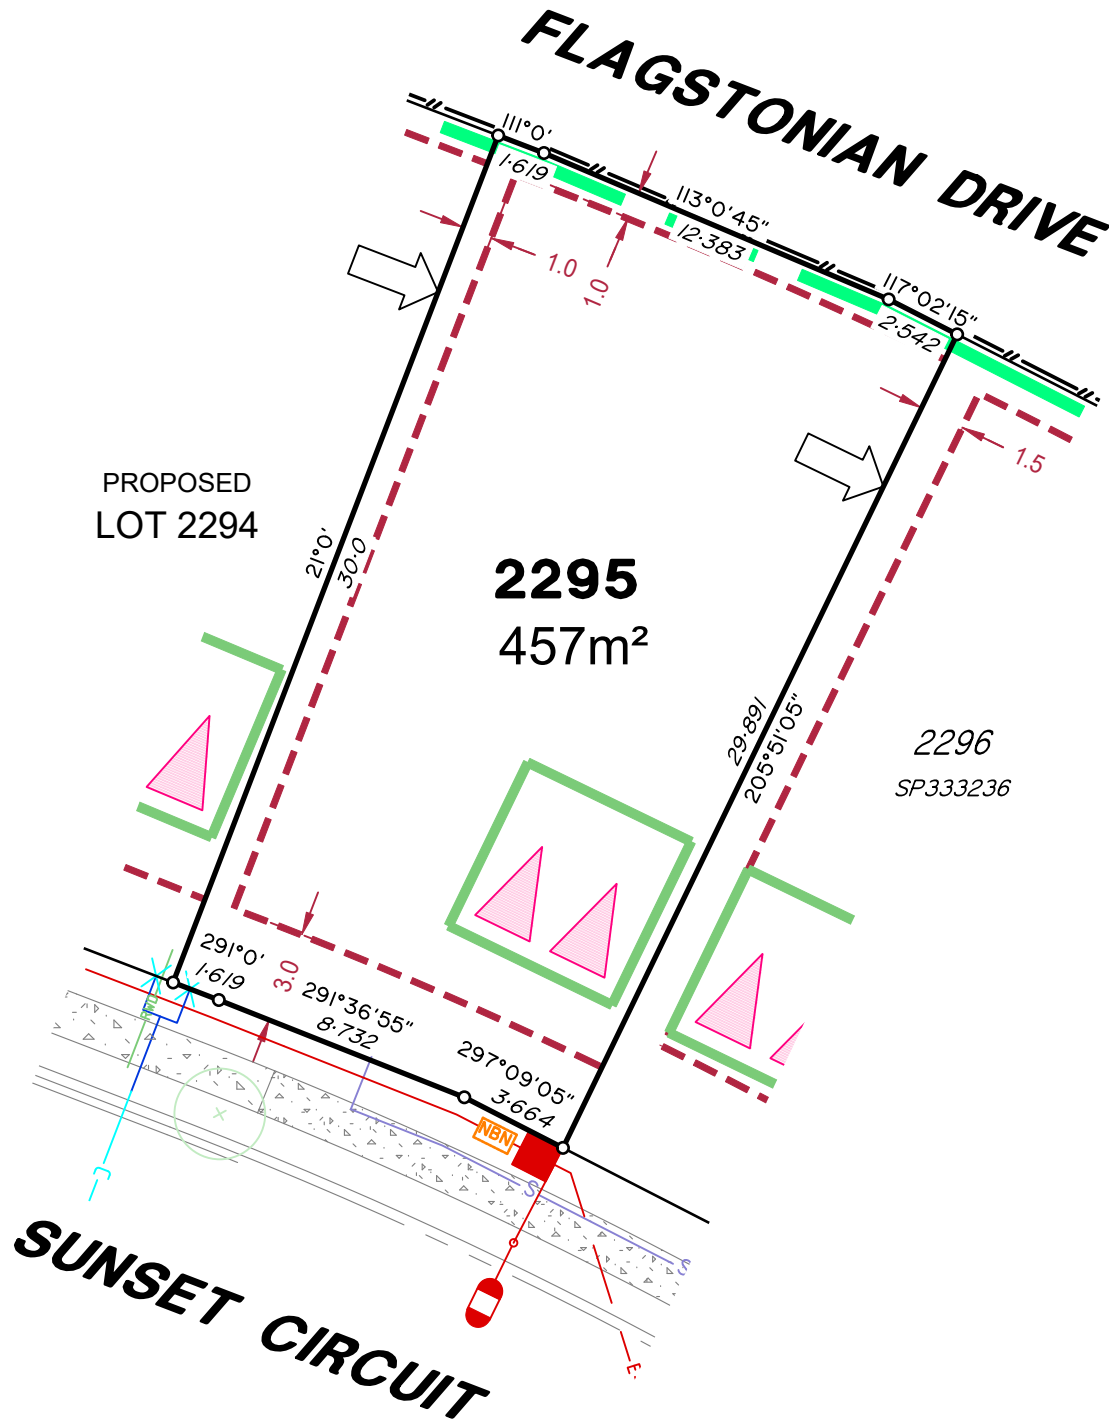 FLAGSTONIAN DRIVE
111°0'
1·619
113°0'45"
12·383
117°02'15"
2·542
1.0
1.0
1.5
PROPOSED
LOT 2294
21°0'
30·0
2295
457m²
29·891
205°51'05"
2296
SP333236
291°0'
1·619
3.0
291°36'55"
8·732
297°09'05"
3·664
RWD
NBN
S
S
E
SUNSET CIRCUIT